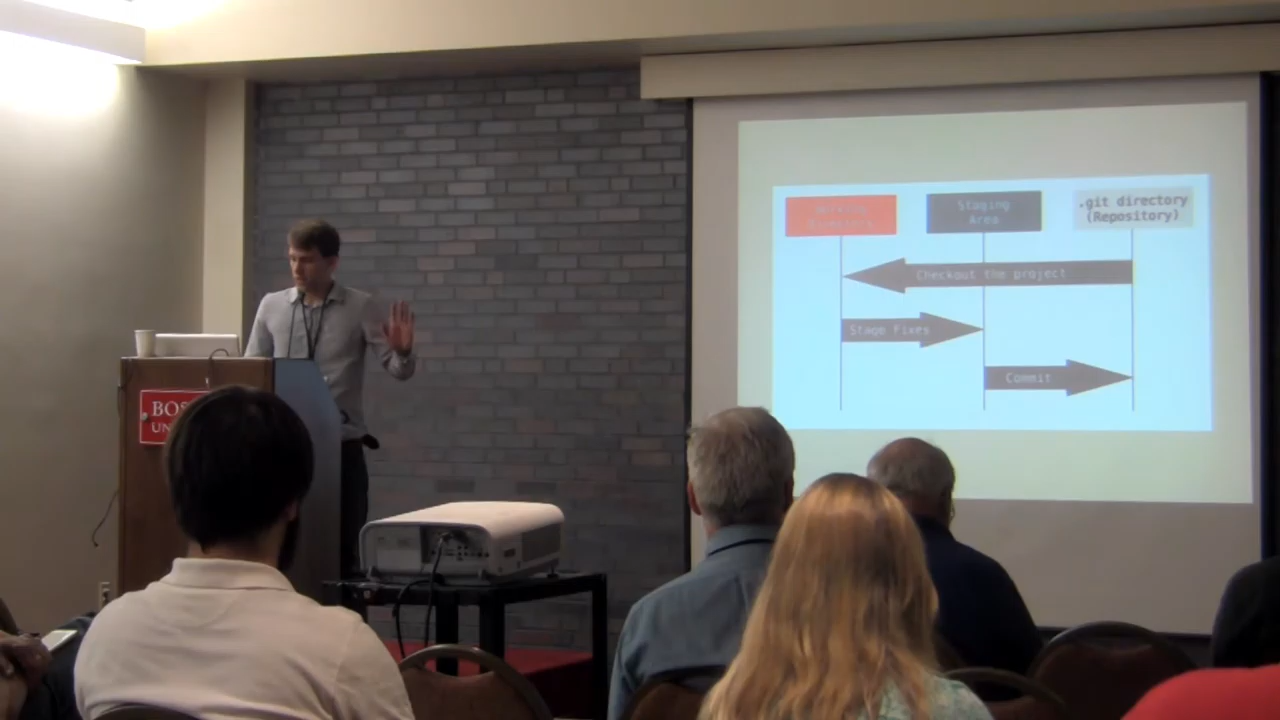 Staging
Area
.git directory
(Repository)
Checkout the project
Stage Fixes
Commit
BOS
UN